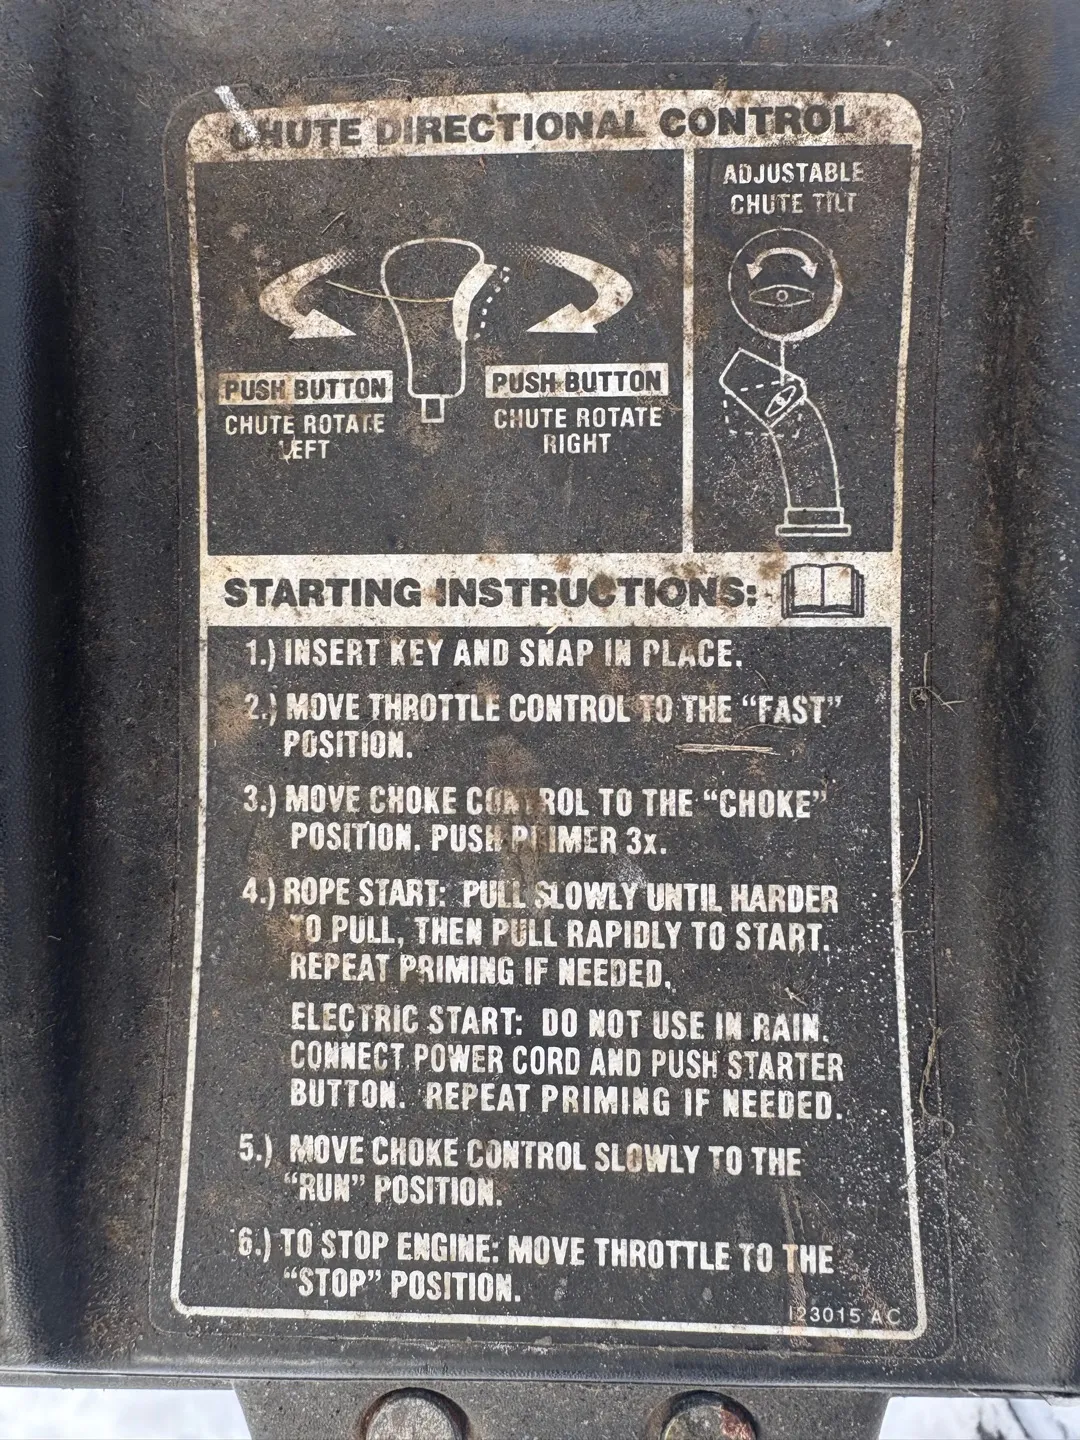 CHUTE DIRECTIONAL CONTROL
PUSH BUTTON
CHUTE ROTATE
LEFT
PUSH BUTTON
CHUTE ROTATE
RIGHT
ADJUSTABLE
CHUTE TILT
STARTING INSTRUCTIONS:
1.) INSERT KEY AND SNAP IN PLACE.
2.) MOVE THROTTLE CONTROL TO THE “FAST”
POSITION.
3.) MOVE CHOKE CONTROL TO THE “CHOKE”
POSITION. PUSH PRIMER 3x.
4.) ROPE START: PULL SLOWLY UNTIL HARDER
TO PULL, THEN PULL RAPIDLY TO START.
REPEAT PRIMING IF NEEDED.
ELECTRIC START: DO NOT USE IN RAIN.
CONNECT POWER CORD AND PUSH STARTER
BUTTON. REPEAT PRIMING IF NEEDED.
5.) MOVE CHOKE CONTROL SLOWLY TO THE
“RUN” POSITION.
6.) TO STOP ENGINE: MOVE THROTTLE TO THE
“STOP” POSITION.
123015 AC